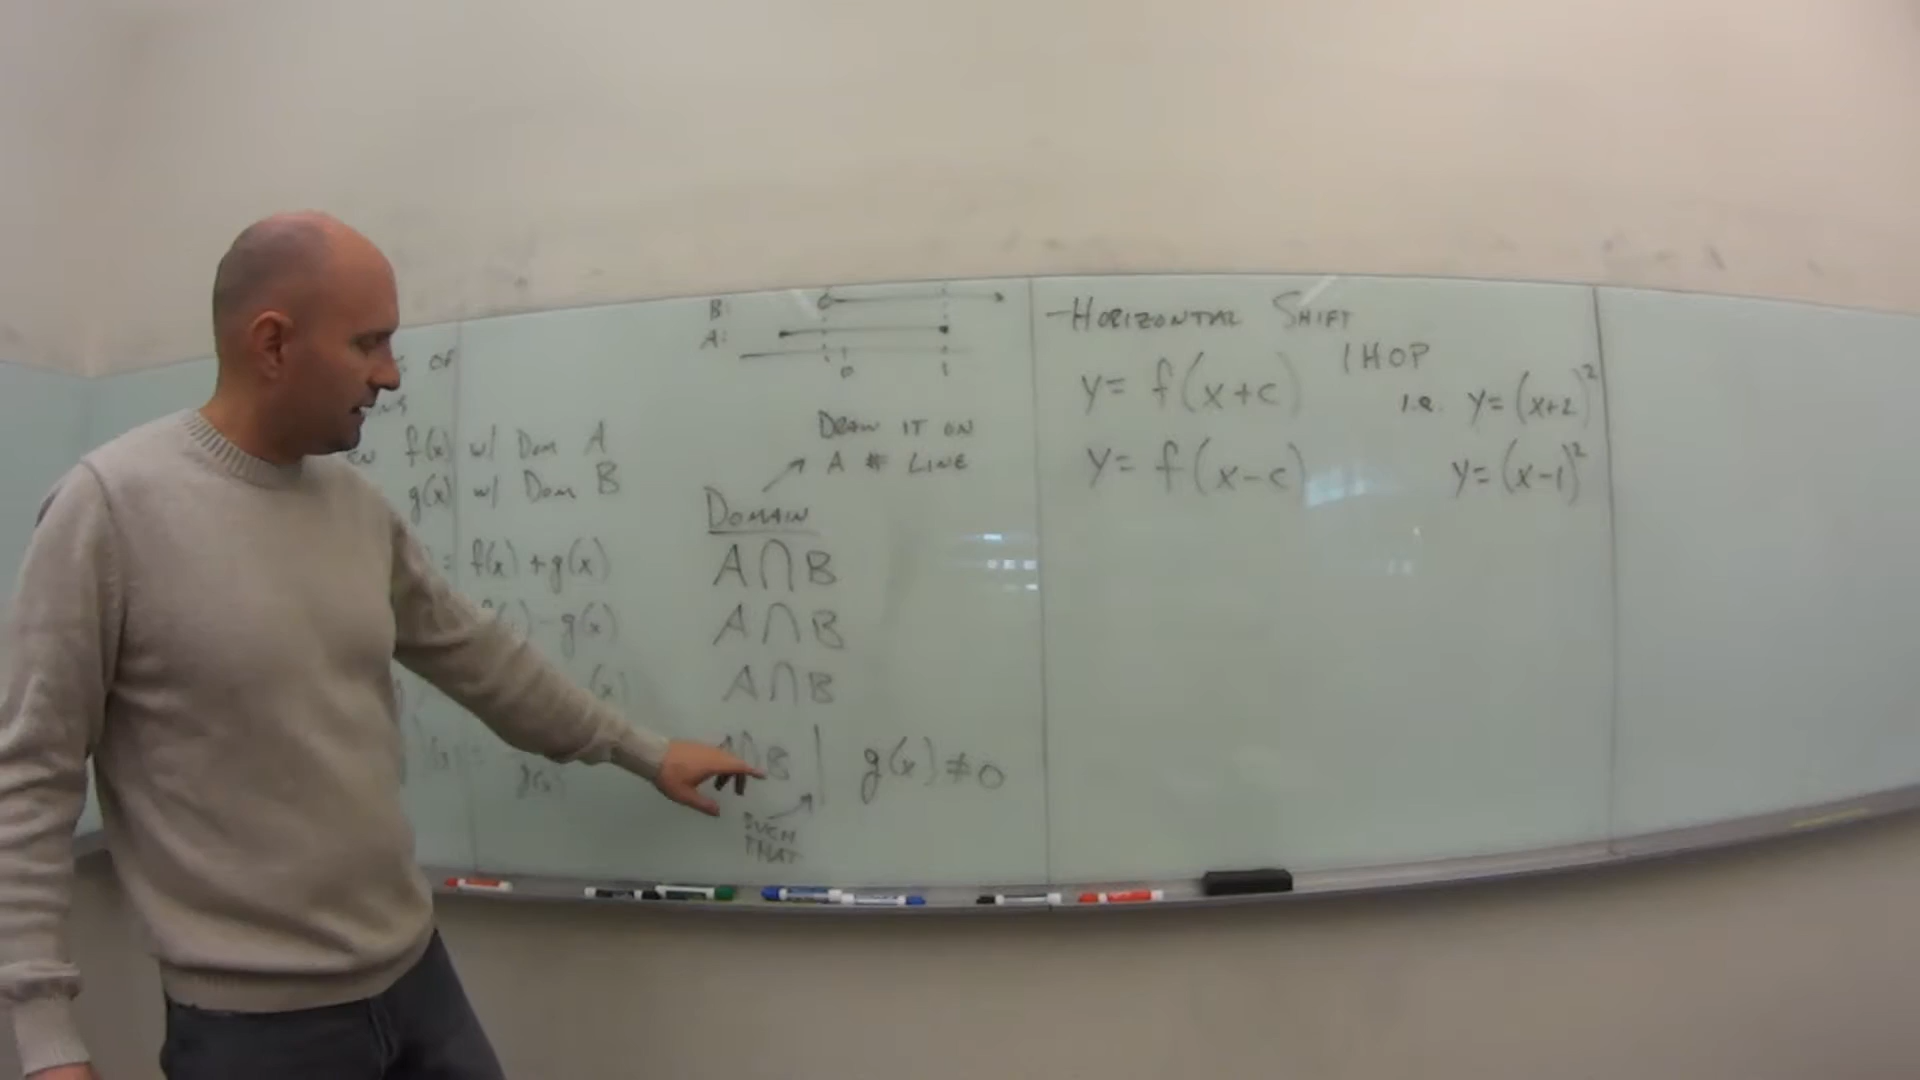 OF
f(x) w/ Dom A
g(x) w/ Dom B
= f(x) + g(x)
- g(x)
(x)
g(x)
B:
A:
0 1
DRAW IT ON
A # LINE
DOMAIN
A∩B
A∩B
A∩B
A∩B | g(x) ≠ 0
SUCH
THAT
- HORIZONTAL SHIFT
IHOP
y = f(x+c)
i.e. y = (x+2)²
y = f(x-c)
y = (x-1)²